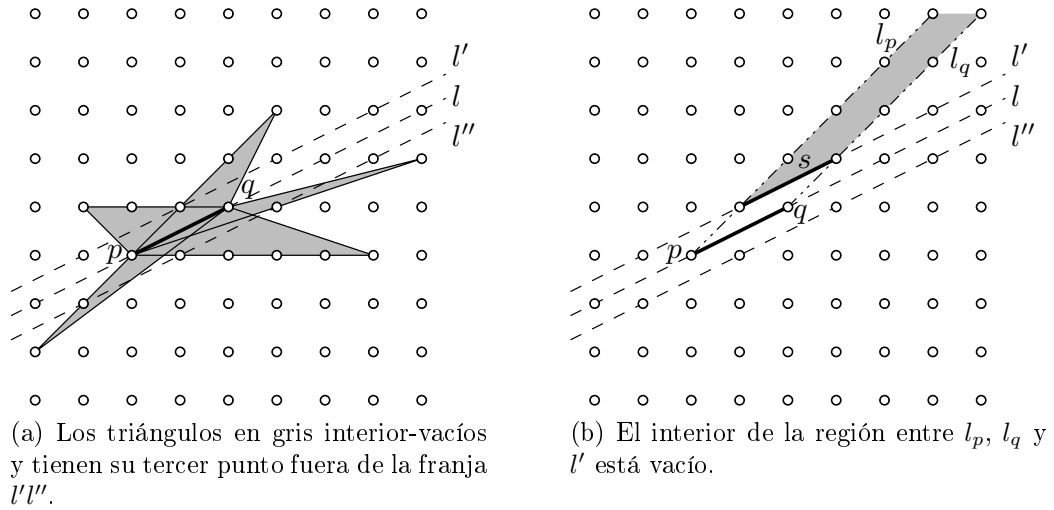 l'
l
l''
q
p
l_p
l_q
l'
l
l''
s
q
p
(a) Los triángulos en gris interior-vacíos
y tienen su tercer punto fuera de la franja
l'l''.
(b) El interior de la región entre l_p, l_q y
l' está vacío.